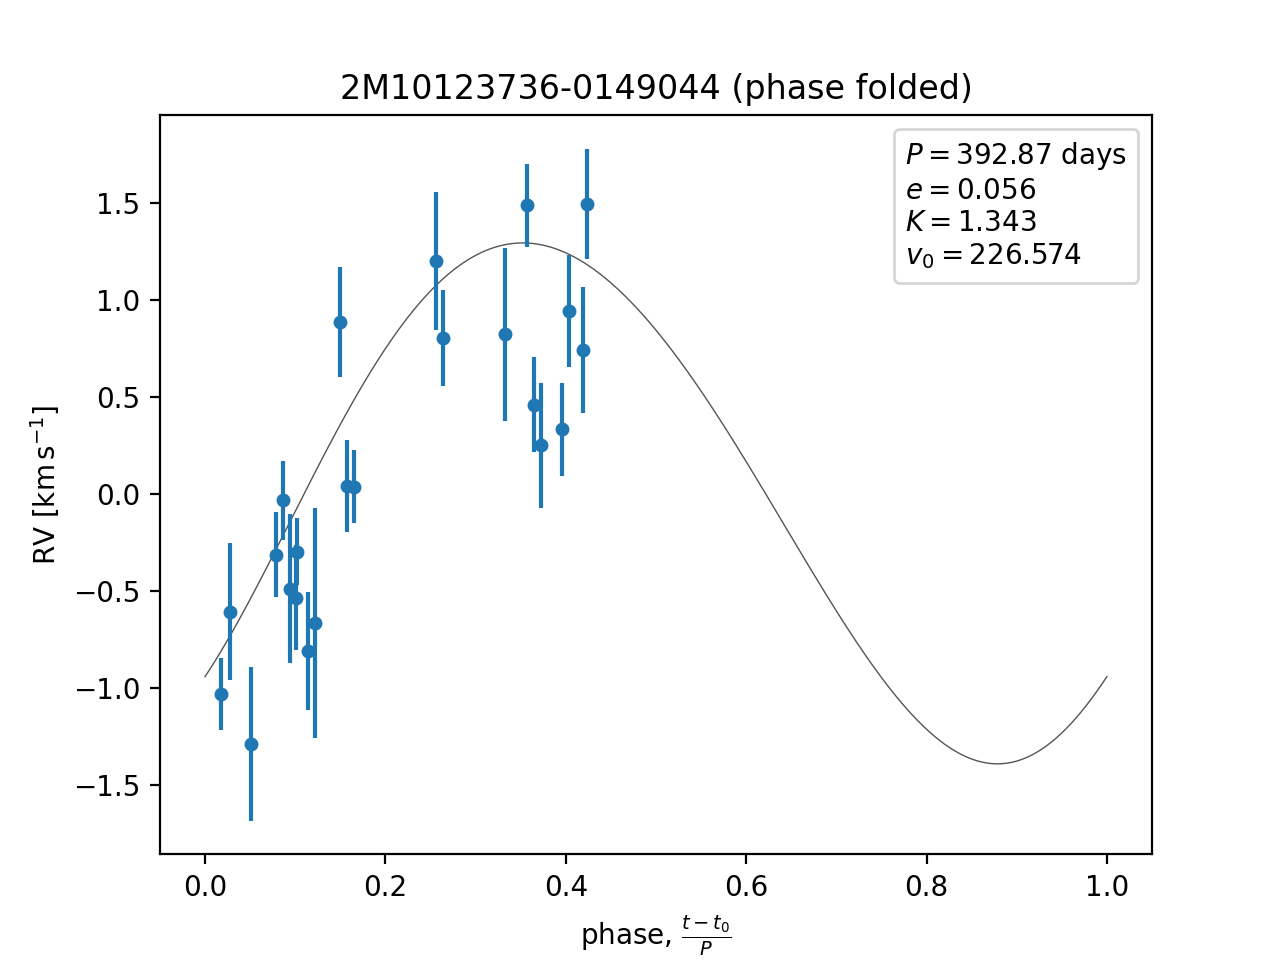 2M10123736-0149044 (phase folded)
P = 392.87 days
e = 0.056
K = 1.343
v₀ = 226.574
RV [km s⁻¹]
1.5
1.0
0.5
0.0
−0.5
−1.0
−1.5
0.0 0.2 0.4 0.6 0.8 1.0
phase, (t − t₀)/P